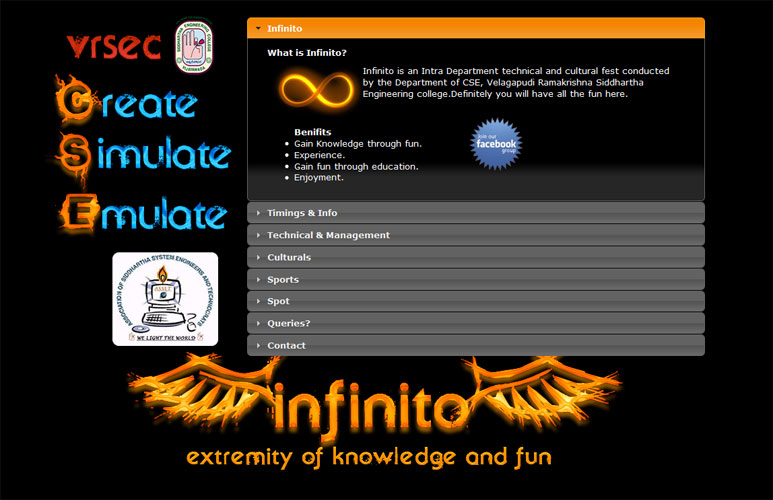 vrsec
SIDDHARTHA ENGINEERING COLLEGE
VIJAYAWADA
Create
Simulate
Emulate
ASSOCIATION OF SIDDHARTHA SYSTEM ENGINEERS AND TECHNOCRATS
ASSET
WE LIGHT THE WORLD
Infinito
What is Infinito?
Infinito is an Intra Department technical and cultural fest conducted
by the Department of CSE, Velagapudi Ramakrishna Siddhartha
Engineering college.Definitely you will have all the fun here.
Benifits
Gain Knowledge through fun.
Experience.
Gain fun through education.
Enjoyment.
Join our
facebook
group
Timings & Info
Technical & Management
Culturals
Sports
Spot
Queries?
Contact
infinito
extremity of knowledge and fun